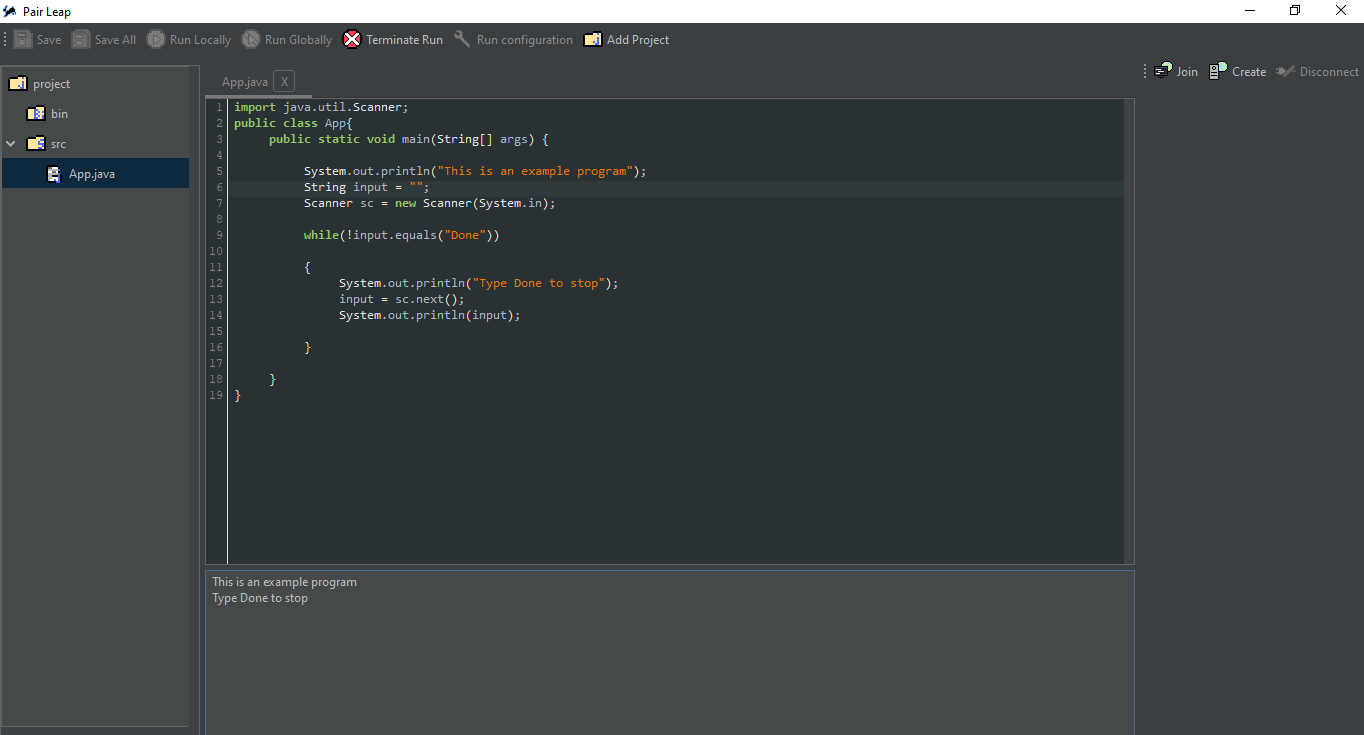 Pair Leap
Save Save All Run Locally Run Globally Terminate Run Run configuration Add Project
Join Create Disconnect
project
bin
src
App.java
App.java X
1 import java.util.Scanner;
2 public class App{
3 public static void main(String[] args) {
4
5 System.out.println("This is an example program");
6 String input = "";
7 Scanner sc = new Scanner(System.in);
8
9 while(!input.equals("Done"))
10
11 {
12 System.out.println("Type Done to stop");
13 input = sc.next();
14 System.out.println(input);
15
16 }
17
18 }
19 }
This is an example program
Type Done to stop